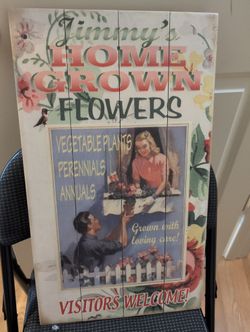 Jimmy's
HOME
GROWN
FLOWERS
VEGETABLE PLANTS
PERENNIALS
ANNUALS
Grown with
loving care!
VISITORS WELCOME!